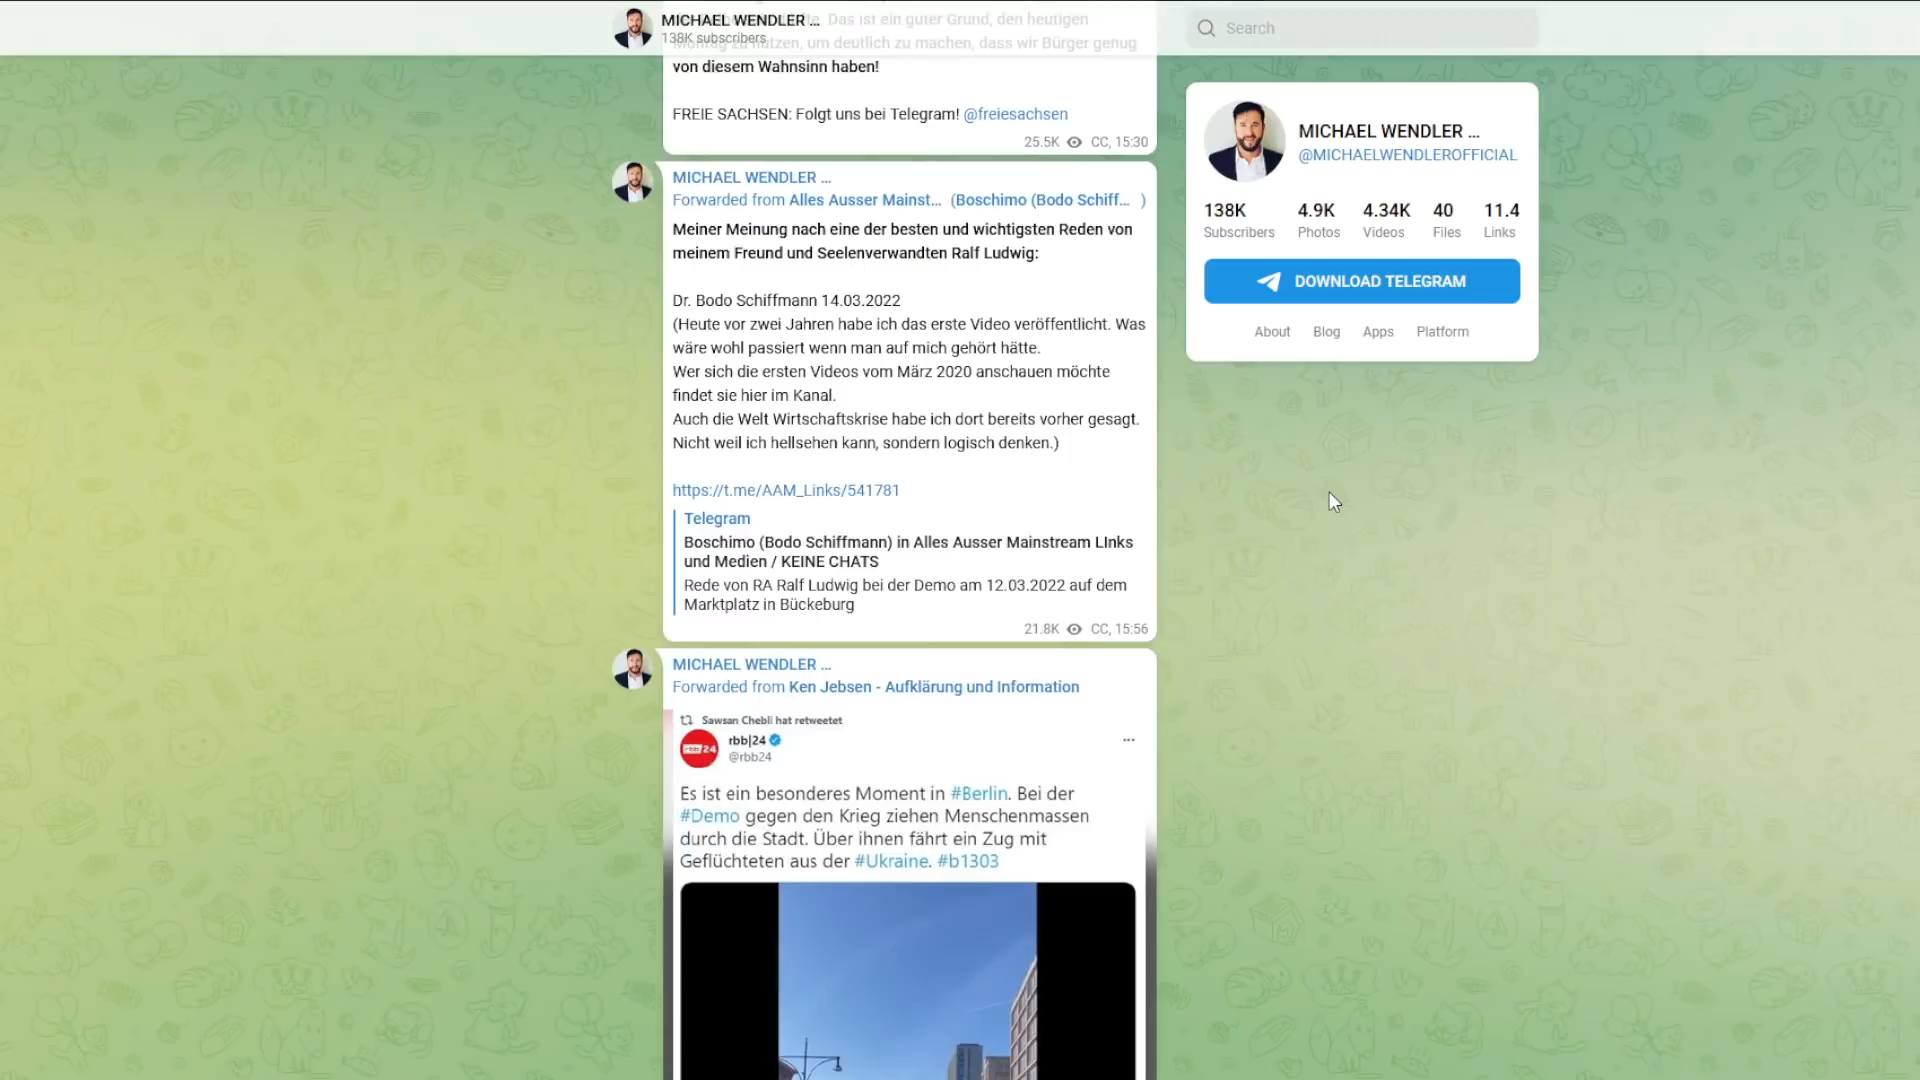 MICHAEL WENDLER ...
138K subscribers
Search
Das ist ein guter Grund, den heutigen
Montag zu nutzen, um deutlich zu machen, dass wir Bürger genug
von diesem Wahnsinn haben!
FREIE SACHSEN: Folgt uns bei Telegram! @freiesachsen
25.5K CC, 15:30
MICHAEL WENDLER ...
Forwarded from Alles Ausser Mainst... (Boschimo (Bodo Schiff... )
Meiner Meinung nach eine der besten und wichtigsten Reden von
meinem Freund und Seelenverwandten Ralf Ludwig:
Dr. Bodo Schiffmann 14.03.2022
(Heute vor zwei Jahren habe ich das erste Video veröffentlicht. Was
wäre wohl passiert wenn man auf mich gehört hätte.
Wer sich die ersten Videos vom März 2020 anschauen möchte
findet sie hier im Kanal.
Auch die Welt Wirtschaftskrise habe ich dort bereits vorher gesagt.
Nicht weil ich hellsehen kann, sondern logisch denken.)
https://t.me/AAM_Links/541781
Telegram
Boschimo (Bodo Schiffmann) in Alles Ausser Mainstream LInks
und Medien / KEINE CHATS
Rede von RA Ralf Ludwig bei der Demo am 12.03.2022 auf dem
Marktplatz in Bückeburg
21.8K CC, 15:56
MICHAEL WENDLER ...
Forwarded from Ken Jebsen - Aufklärung und Information
Sawsan Chebli hat retweetet
rbb24
rbb|24
@rbb24
Es ist ein besonderes Moment in #Berlin. Bei der
#Demo gegen den Krieg ziehen Menschenmassen
durch die Stadt. Über ihnen fährt ein Zug mit
Geflüchteten aus der #Ukraine. #b1303
MICHAEL WENDLER ...
@MICHAELWENDLEROFFICIAL
138K 4.9K 4.34K 40 11.4
Subscribers Photos Videos Files Links
DOWNLOAD TELEGRAM
About Blog Apps Platform